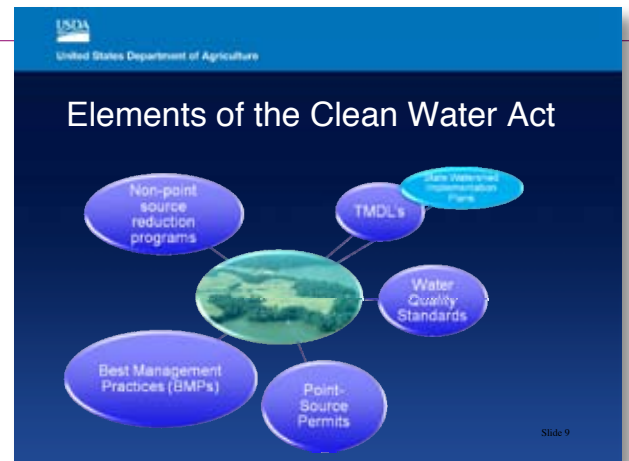 USDA
United States Department of Agriculture
Elements of the Clean Water Act
Non-point
source
reduction
programs
TMDL's
State Watershed
Implementation
Plans
Water
Quality
Standards
Best Management
Practices (BMPs)
Point-
Source
Permits
Slide 9